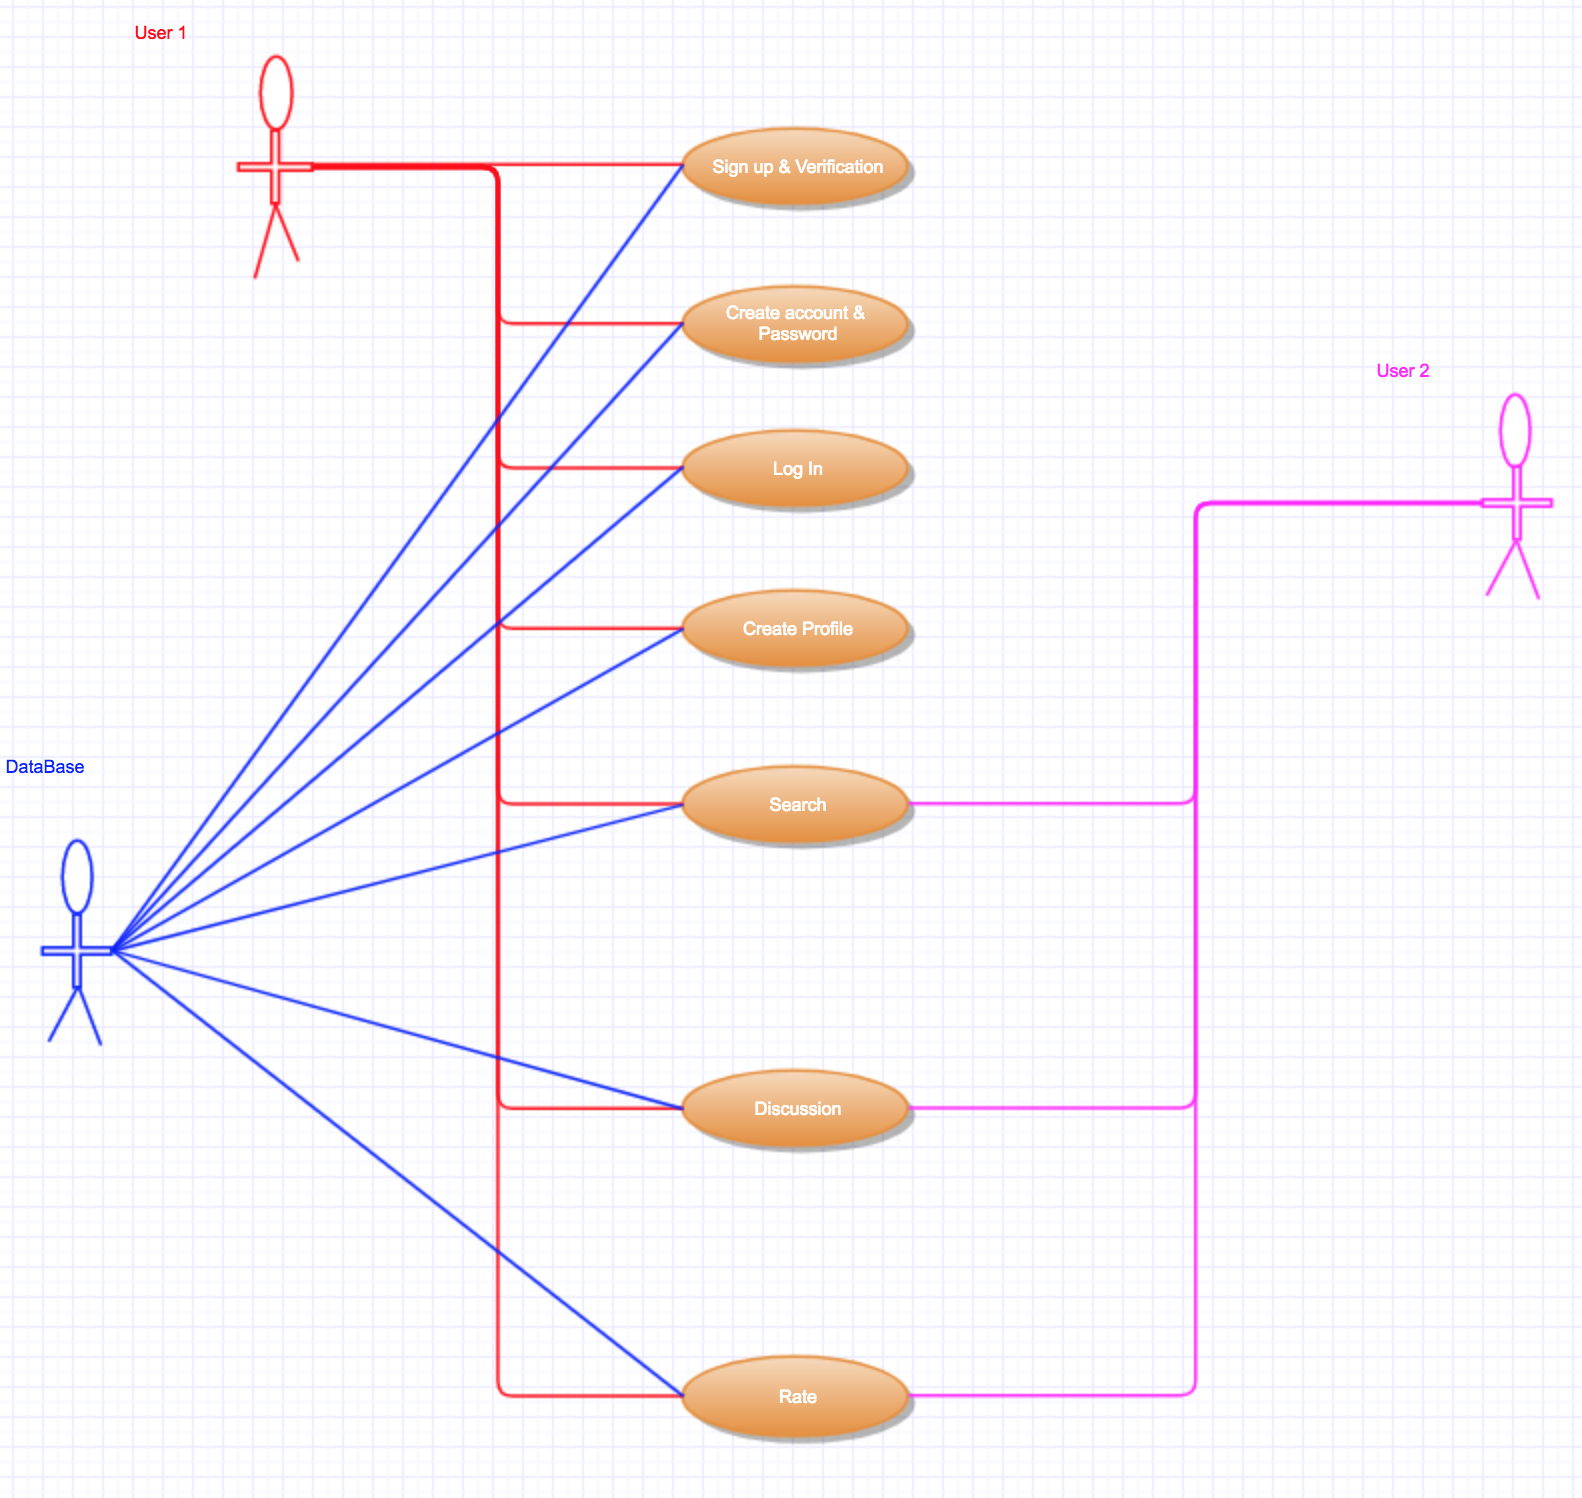 User 1
Sign up & Verification
Create account &
Password
User 2
Log In
Create Profile
DataBase
Search
Discussion
Rate